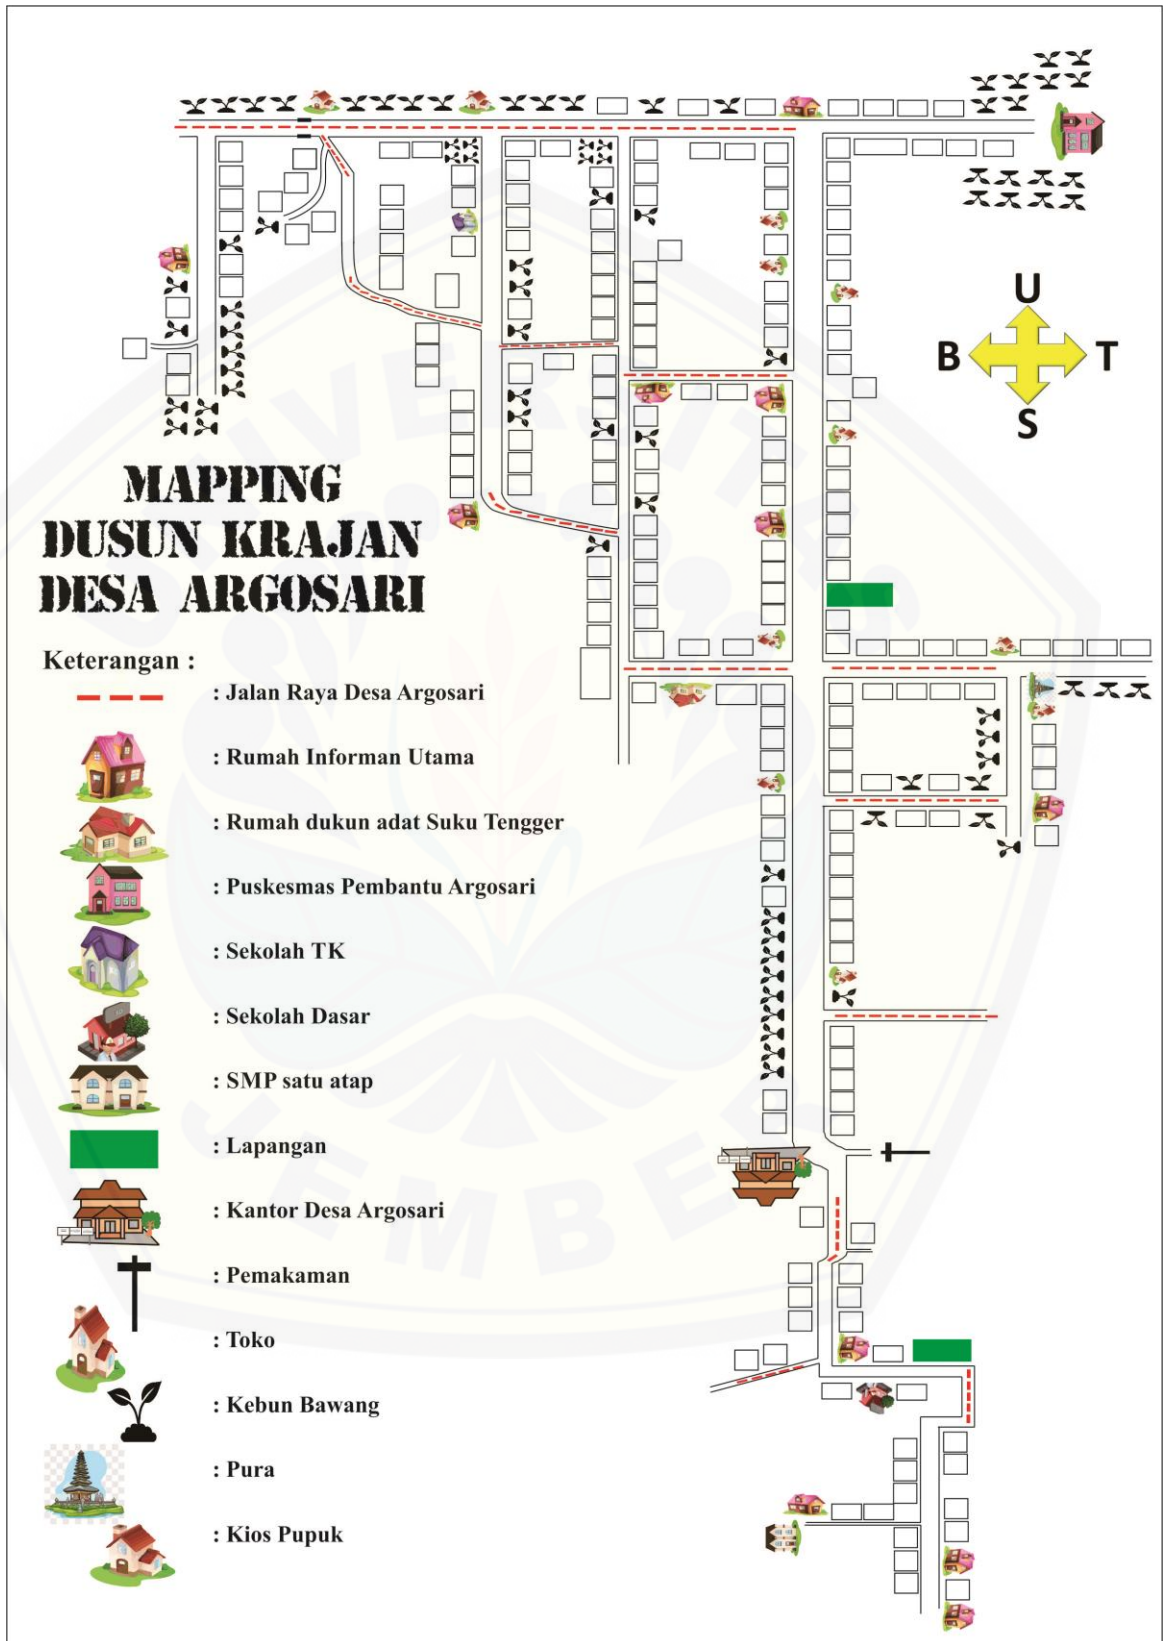 U
B T
S
MAPPING
DUSUN KRAJAN
DESA ARGOSARI
Keterangan :
: Jalan Raya Desa Argosari
: Rumah Informan Utama
: Rumah dukun adat Suku Tengger
: Puskesmas Pembantu Argosari
: Sekolah TK
: Sekolah Dasar
: SMP satu atap
: Lapangan
: Kantor Desa Argosari
: Pemakaman
: Toko
: Kebun Bawang
: Pura
: Kios Pupuk
UNIVERSITAS
JEMBER